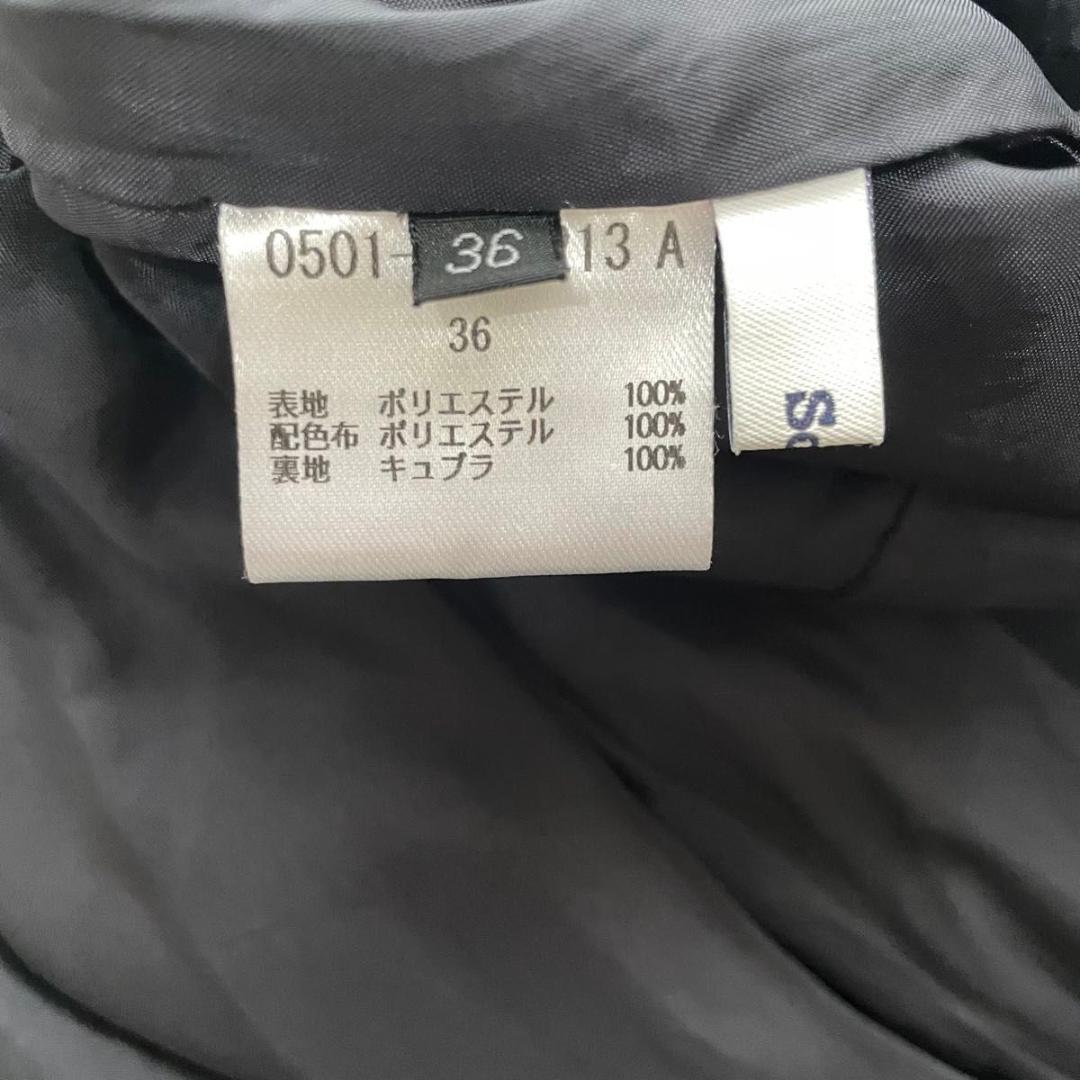 0501- 36 13 A
36
表地 ポリエステル 100%
配色布 ポリエステル 100%
裏地 キュプラ 100%